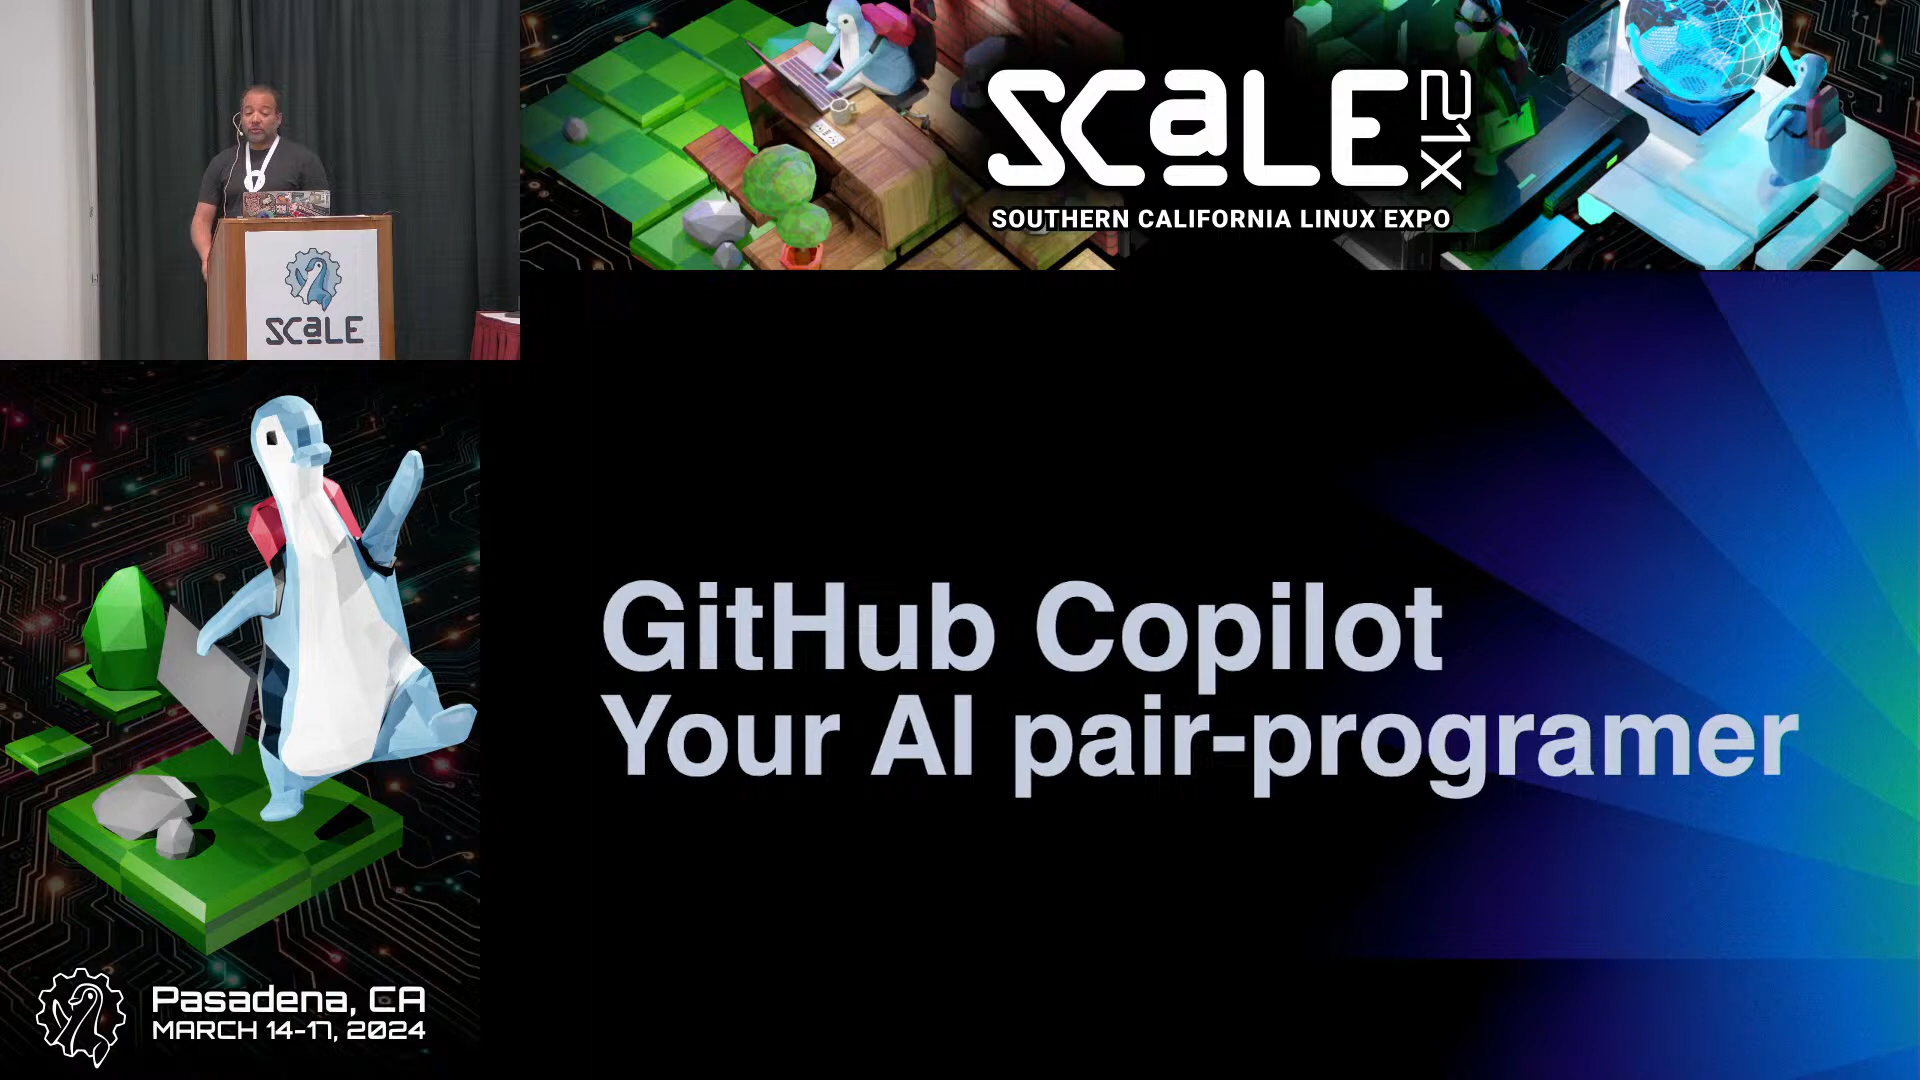 SCaLE 21X
SOUTHERN CALIFORNIA LINUX EXPO
SCaLE
GitHub Copilot
Your AI pair-programer
Pasadena, CA
MARCH 14-17, 2024